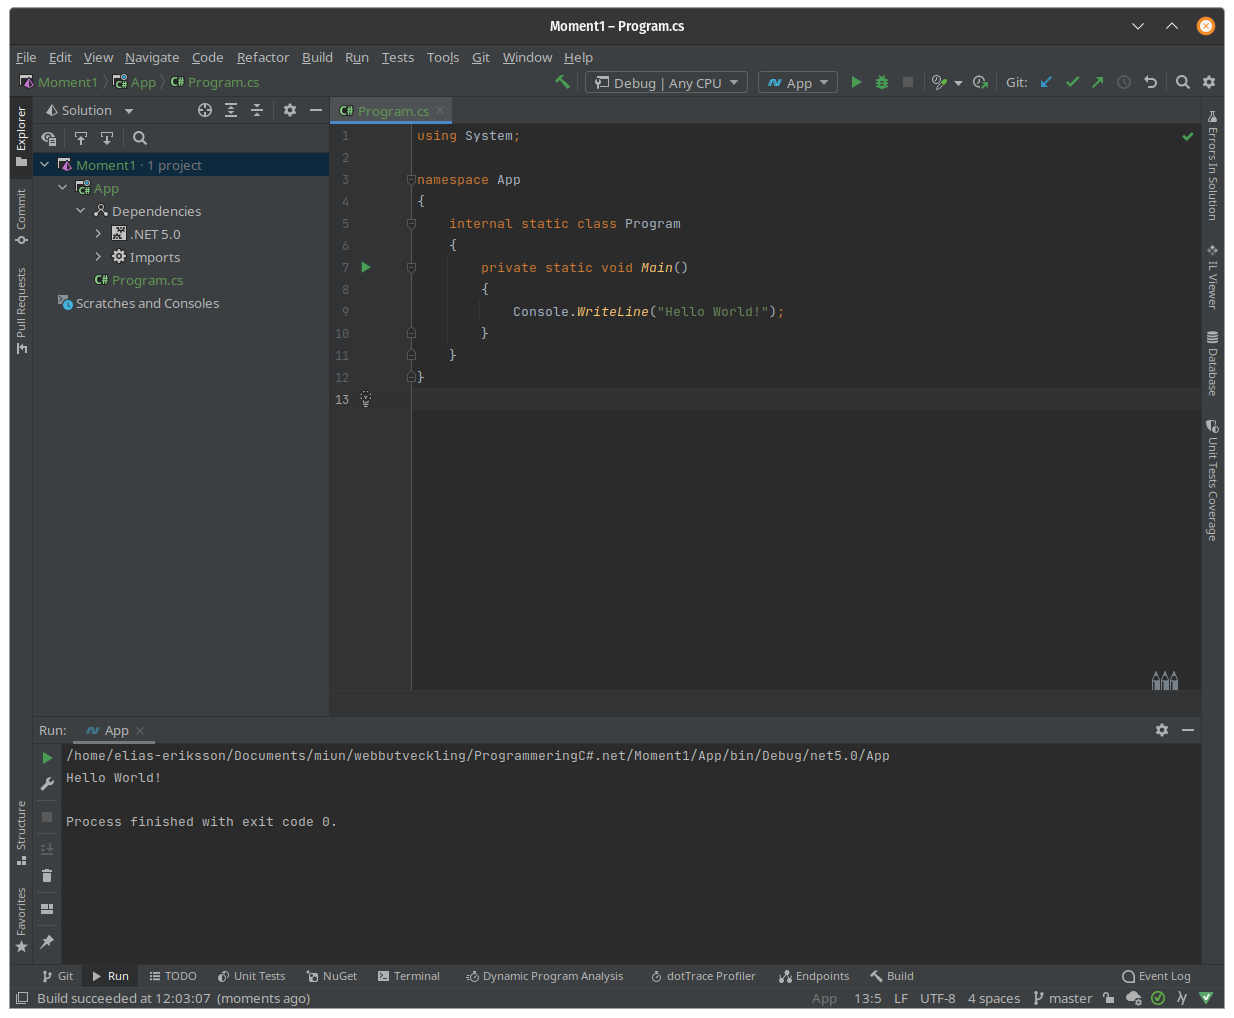 Moment1 – Program.cs
File Edit View Navigate Code Refactor Build Run Tests Tools Git Window Help
Moment1 App C# Program.cs Debug | Any CPU App Git:
Explorer
Commit
Pull Requests
Structure
Favorites
Solution
Moment1 · 1 project
App
Dependencies
.NET 5.0
Imports
C# Program.cs
Scratches and Consoles
C# Program.cs
1 using System;
2
3 namespace App
4 {
5 internal static class Program
6 {
7 private static void Main()
8 {
9 Console.WriteLine("Hello World!");
10 }
11 }
12 }
13
Errors In Solution
IL Viewer
Database
Unit Tests Coverage
Run: App
/home/elias-eriksson/Documents/miun/webbutveckling/ProgrammeringC#.net/Moment1/App/bin/Debug/net5.0/App
Hello World!
Process finished with exit code 0.
Git Run TODO Unit Tests NuGet Terminal Dynamic Program Analysis dotTrace Profiler Endpoints Build Event Log
Build succeeded at 12:03:07 (moments ago) App 13:5 LF UTF-8 4 spaces master